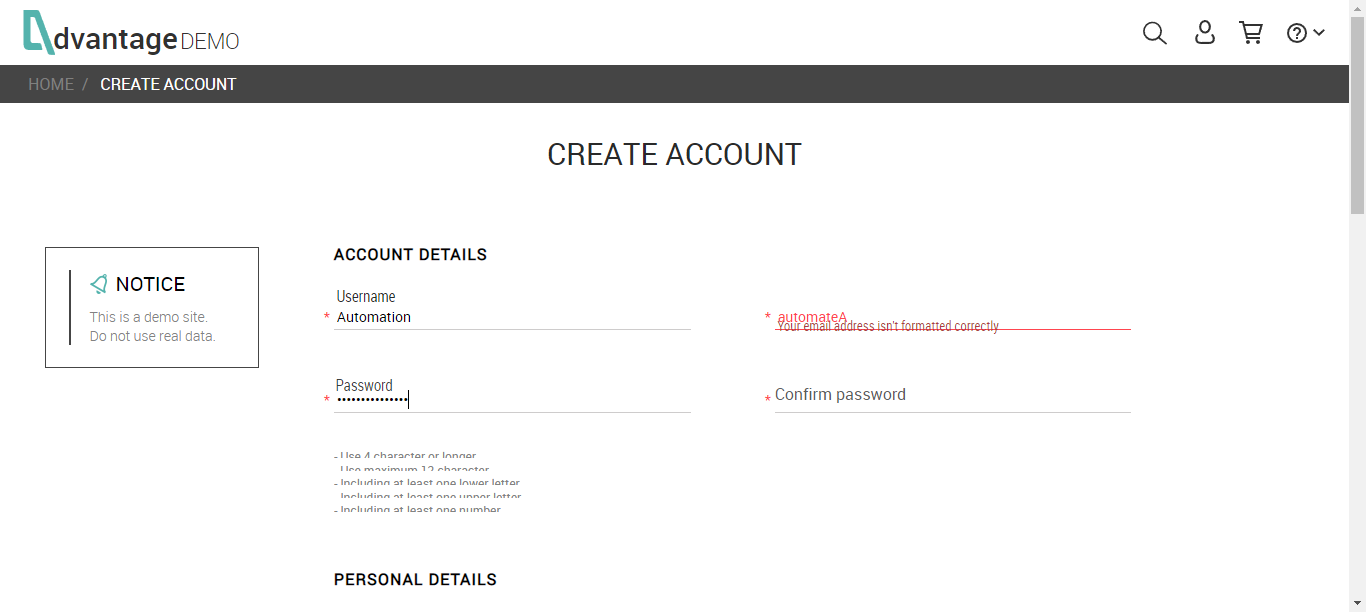 dvantage DEMO
HOME / CREATE ACCOUNT
CREATE ACCOUNT
NOTICE
This is a demo site.
Do not use real data.
ACCOUNT DETAILS
Username
* Automation
* automateA
Your email address isn't formatted correctly
Password
* •••••••••••••••
* Confirm password
- Use 4 character or longer
- Use maximum 12 character
- Including at least one lower letter
- Including at least one upper letter
- Including at least one number
PERSONAL DETAILS